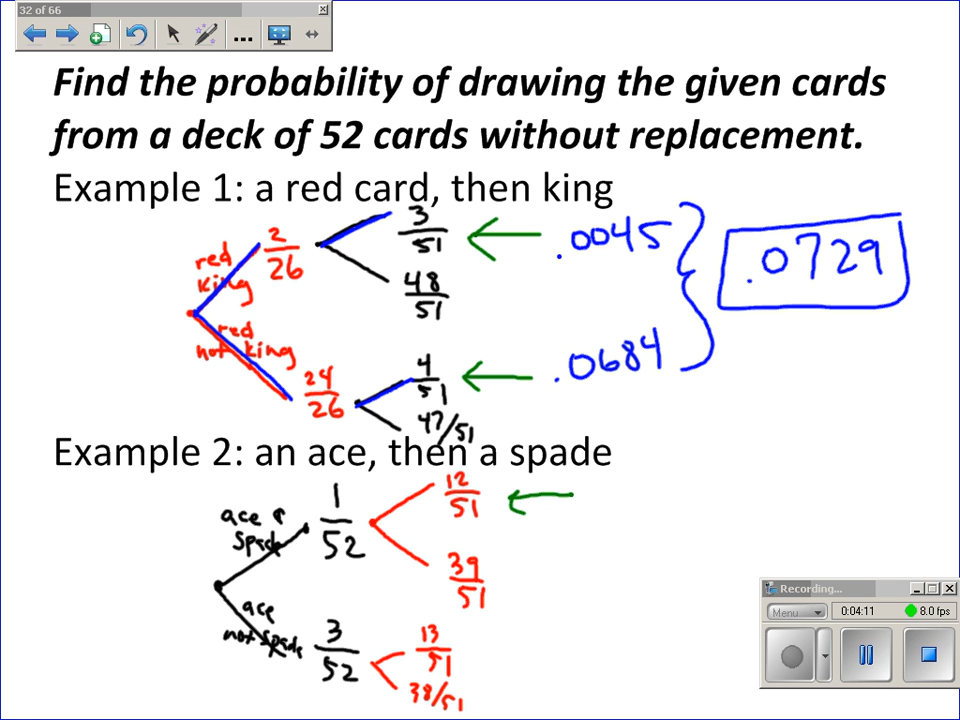 32 of 66
Find the probability of drawing the given cards
from a deck of 52 cards without replacement.
Example 1: a red card, then king
red
king
2/26
3/51
.0045
48/51
.0729
red
not king
24/26
4/51
.0684
47/51
Example 2: an ace, then a spade
ace &
spade
1/52
12/51
39/51
ace
not spade
3/52
13/51
38/51
Recording...
Menu
0:04:11
8.0 fps